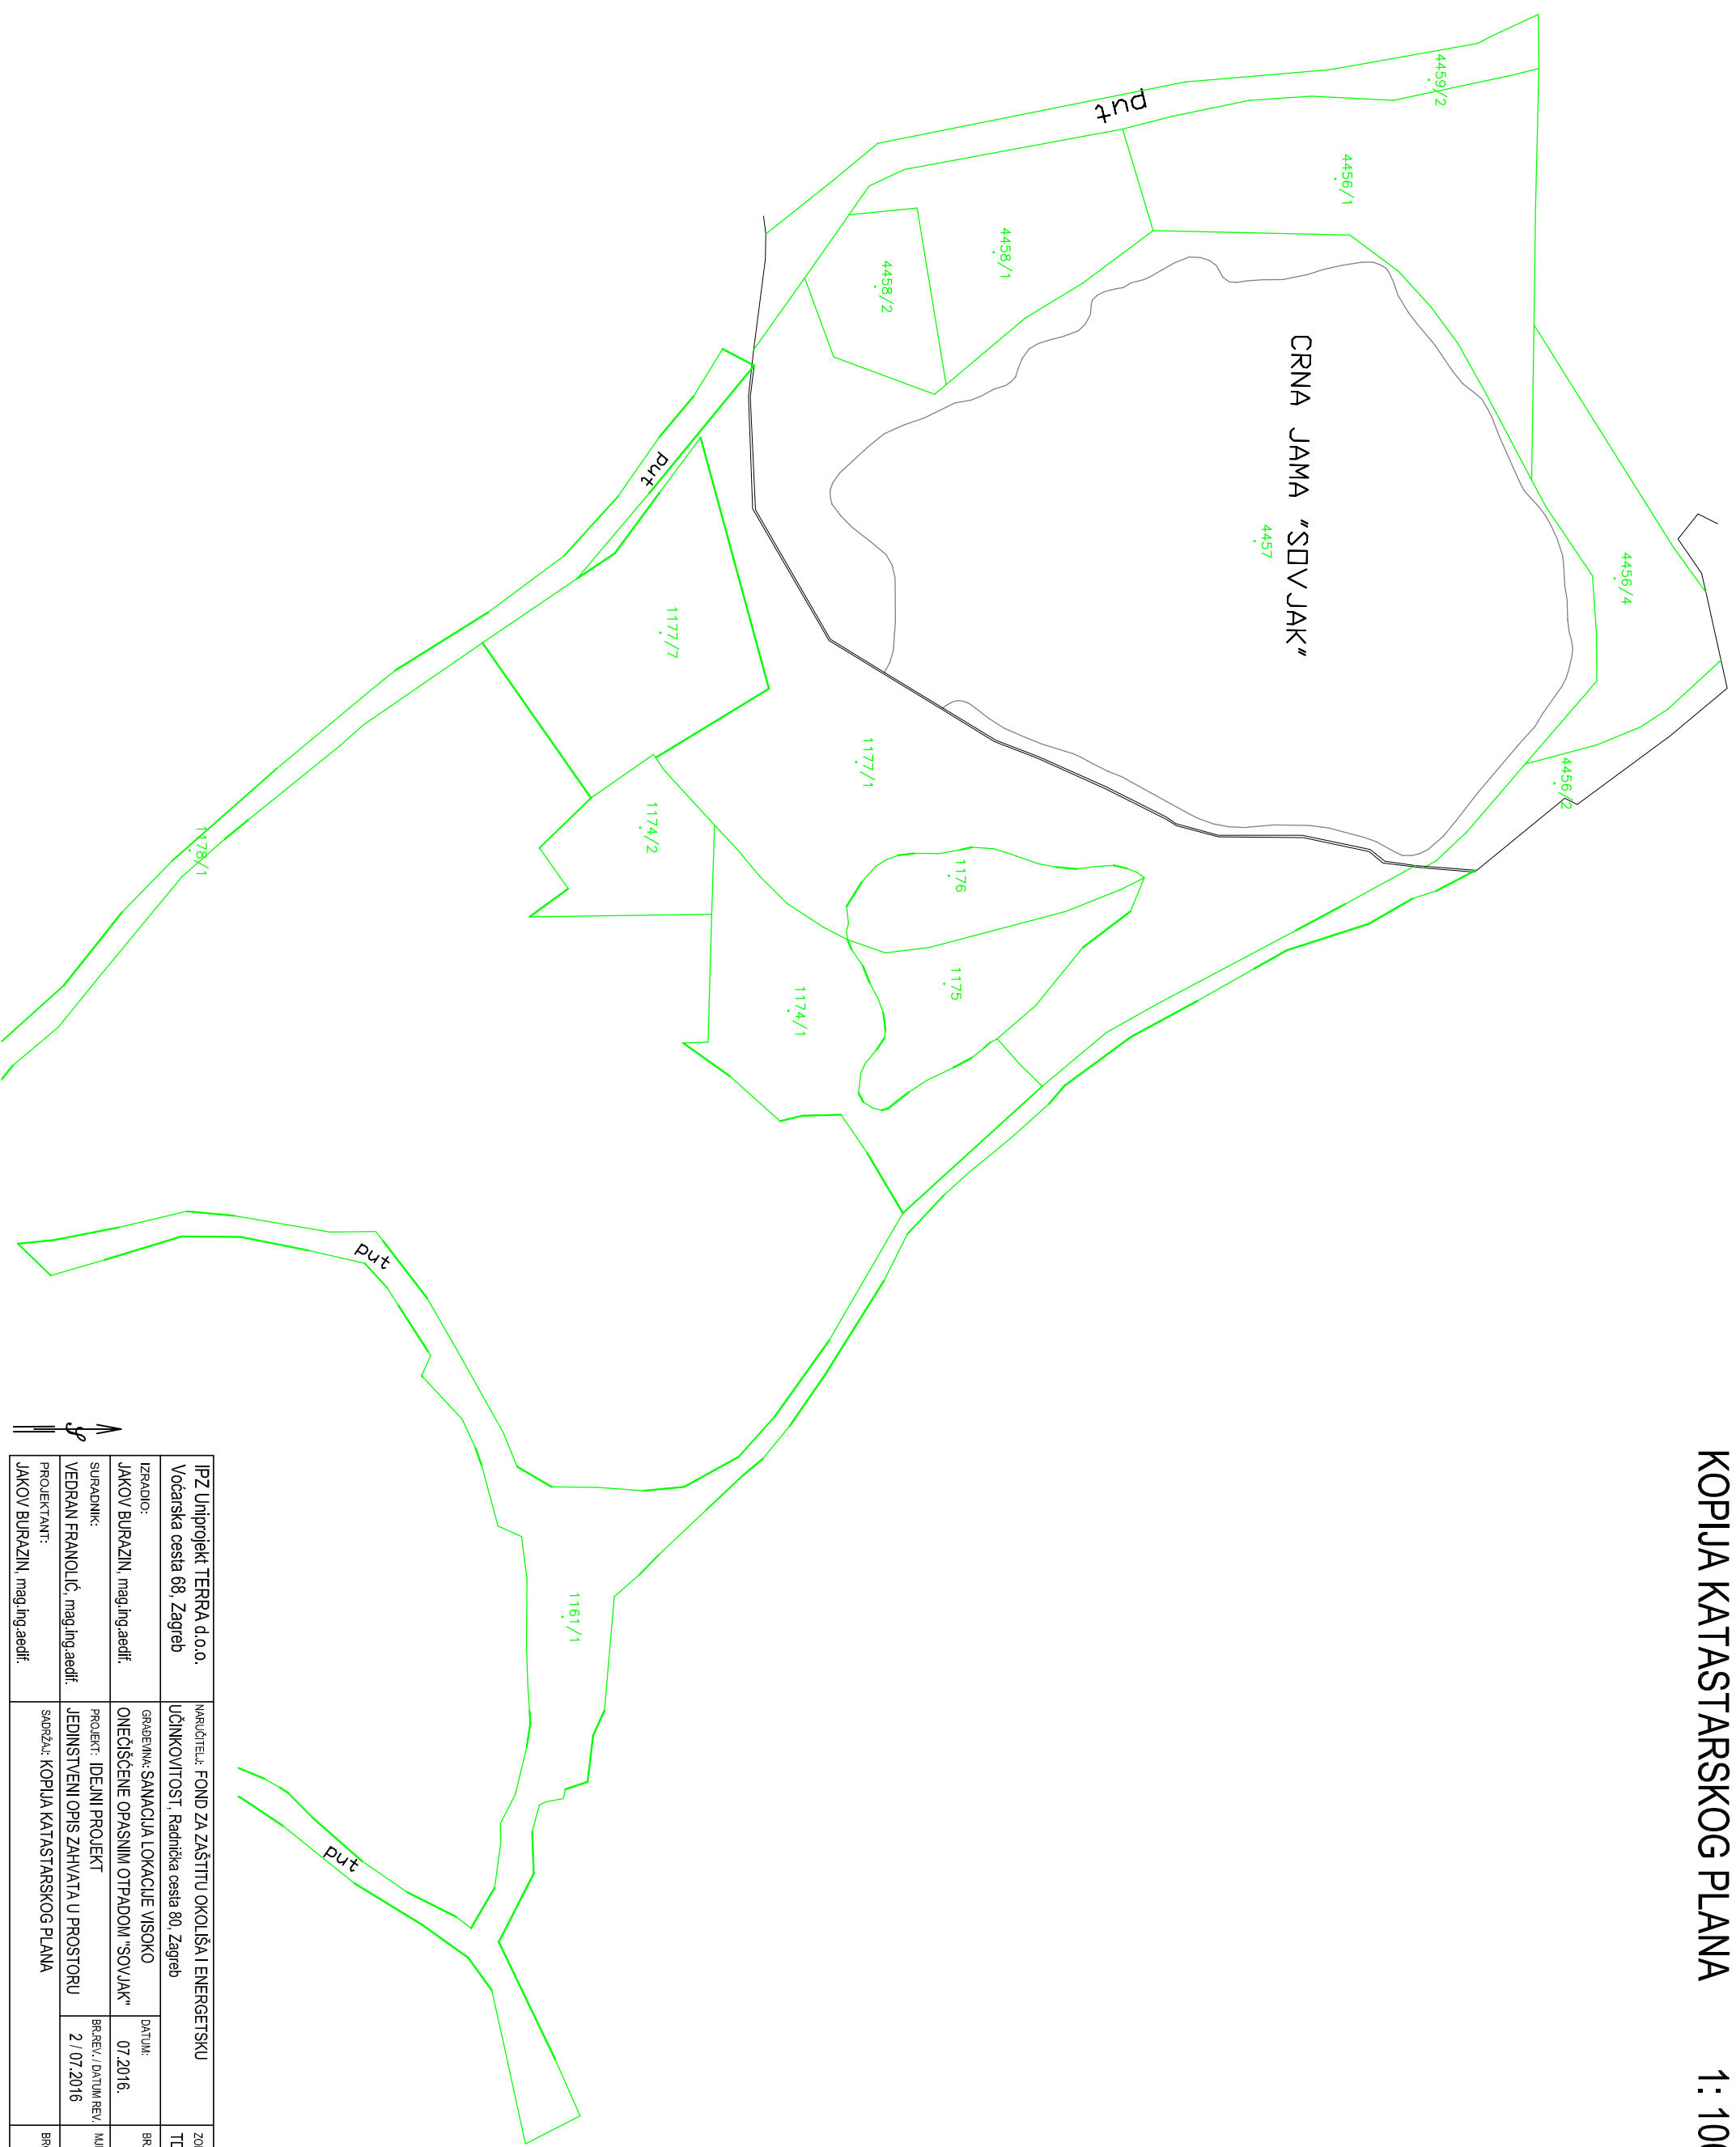 KOPIJA KATASTARSKOG PLANA
4456/4
4456/2
4459/2
4456/1
CRNA JAMA "SOVJAK"
4457
put
4458/1
4458/2
1176
1175
1177/1
1174/1
1177/7
put
1174/2
1161/1
put
put
1178/1
IPZ Uniprojekt TERRA d.o.o.
Voćarska cesta 68, Zagreb
NARUČITELJ: FOND ZA ZAŠTITU OKOLIŠA I ENERGETSKU
UČINKOVITOST, Radnička cesta 80, Zagreb
IZRADIO:
JAKOV BURAZIN, mag.ing.aedif.
GRAĐEVINA: SANACIJA LOKACIJE VISOKO
ONEČIŠĆENE OPASNIM OTPADOM "SOVJAK"
DATUM:
07.2016.
SURADNIK:
VEDRAN FRANOLIĆ, mag.ing.aedif.
PROJEKT: IDEJNI PROJEKT
JEDINSTVENI OPIS ZAHVATA U PROSTORU
BR.REV. / DATUM REV.
2 / 07.2016
PROJEKTANT:
JAKOV BURAZIN, mag.ing.aedif.
SADRŽAJ: KOPIJA KATASTARSKOG PLANA